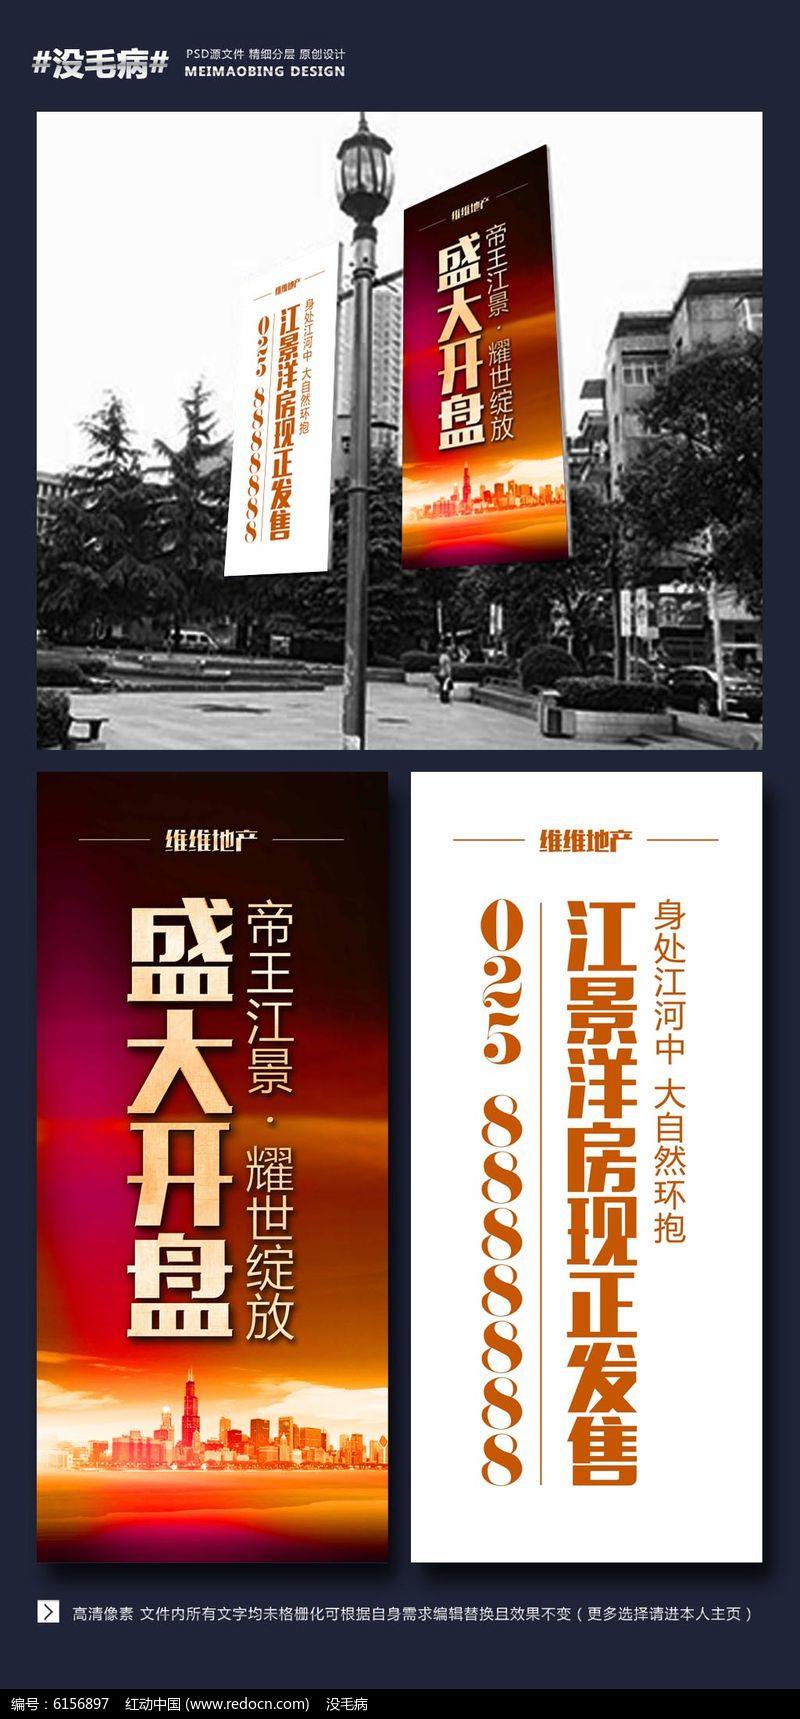 #没毛病#
PSD源文件 精细分层 原创设计
MEIMAOBING DESIGN
维维地产
身处江河中 大自然环抱
江景洋房现正发售
025 88888888
维维地产
帝王江景·耀世绽放
盛大开盘
维维地产
帝王江景·耀世绽放
盛大开盘
维维地产
身处江河中 大自然环抱
江景洋房现正发售
025 88888888
高清像素 文件内所有文字均未格栅化可根据自身需求编辑替换且效果不变（更多选择请进本人主页）
编号：6156897 红动中国 (www.redocn.com) 没毛病